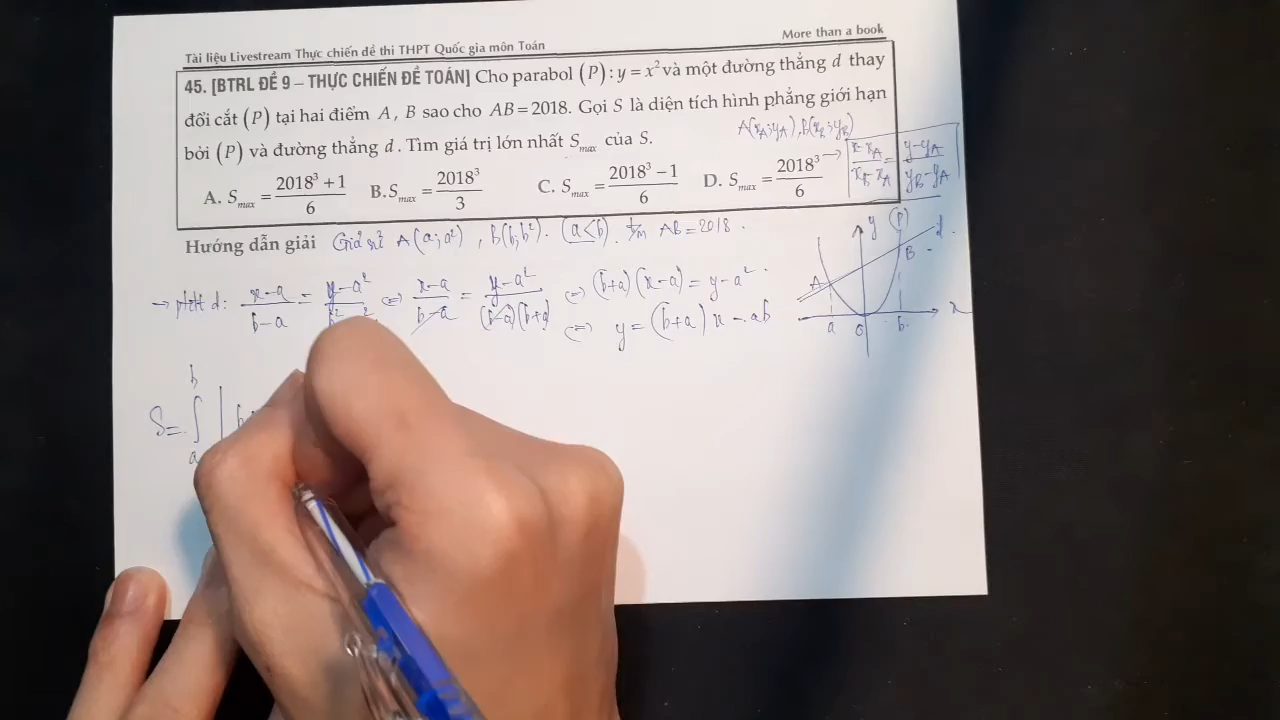 Tài liệu Livestream Thực chiến đề thi THPT Quốc gia môn Toán More than a book
45. [BTRL ĐỀ 9 – THỰC CHIẾN ĐỀ TOÁN] Cho parabol (P): y = x² và một đường thẳng d thay
đổi cắt (P) tại hai điểm A, B sao cho AB = 2018. Gọi S là diện tích hình phẳng giới hạn
bởi (P) và đường thẳng d. Tìm giá trị lớn nhất S_max của S.
A(x_A; y_A), B(x_B; y_B)
A. S_max = (2018³ + 1)/6 B. S_max = 2018³/3 C. S_max = (2018³ − 1)/6 D. S_max = 2018³/6
→ (x − x_A)/(x_B − x_A) = (y − y_A)/(y_B − y_A)
Hướng dẫn giải Giả sử A(a; a²), B(b; b²). (a < b). t/m AB = 2018.
→ ptđt d: (x − a)/(b − a) = (y − a²)/(b² − a²) ⇔ (x − a)/(b − a) = (y − a²)/((b − a)(b + a)) ⇔ (b + a)(x − a) = y − a²
⇔ y = (b + a)x − ab
y (P) d
A B
a O b x
S = ∫ₐᵇ |